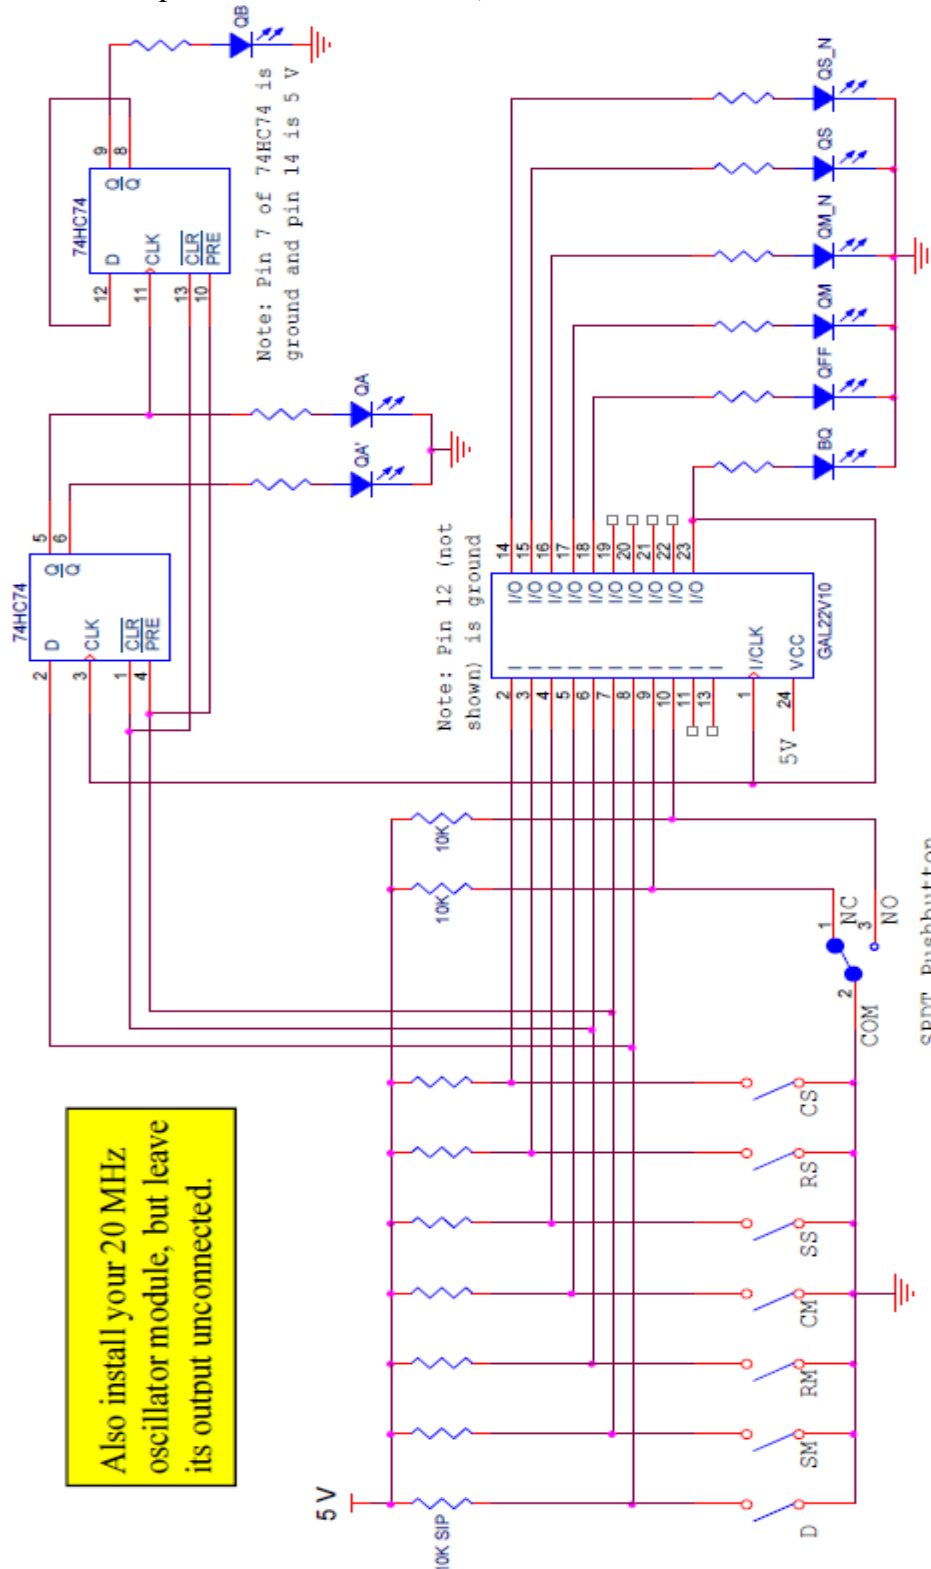 Also install your 20 MHz
oscillator module, but leave
its output unconnected.
5 V
10K SIP
D
SM
RM
CM
SS
RS
CS
COM
2
1
NC
3
NO
SPDT Pushbutton
10K
10K
74HC74
2
D
3
CLK
1
CLR
4
PRE
5
Q
6
Q
QA'
QA
74HC74
12
D
11
CLK
13
CLR
10
PRE
9
Q
8
Q
QB
Note: Pin 7 of 74HC74 is
ground and pin 14 is 5 V
Note: Pin 12 (not
shown) is ground
2
I
3
I
4
I
5
I
6
I
7
I
8
I
9
I
10
I
11
I
13
I
1
I/CLK
24
VCC
5V
14
I/O
15
I/O
16
I/O
17
I/O
18
I/O
19
I/O
20
I/O
21
I/O
22
I/O
23
I/O
GAL22V10
BQ
QFF
QM
QM_N
QS
QS_N